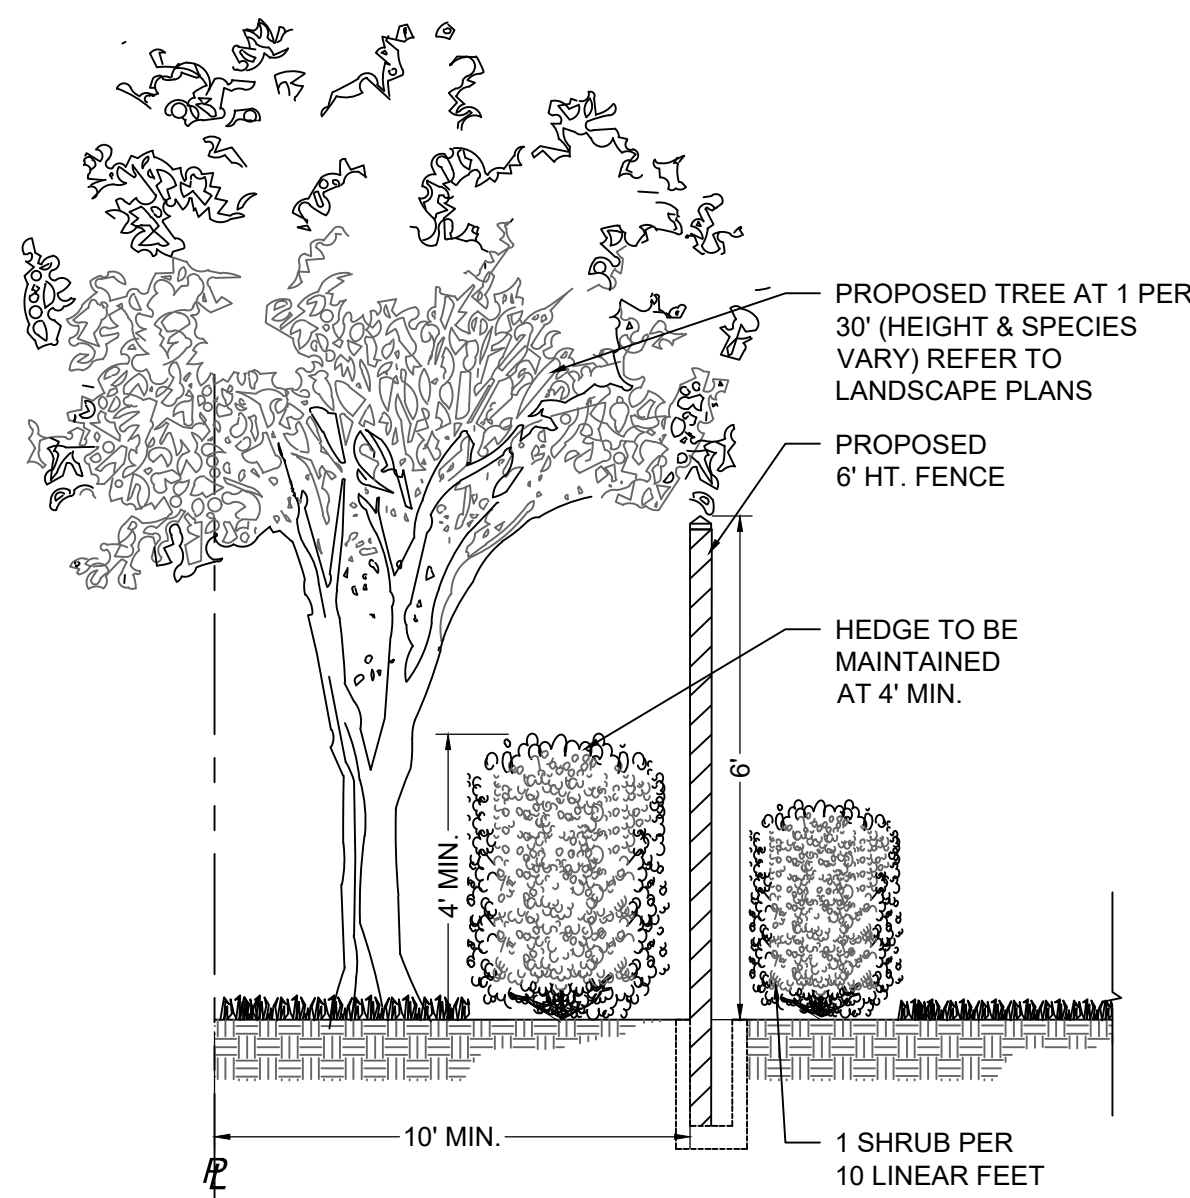 PROPOSED TREE AT 1 PER
30' (HEIGHT & SPECIES
VARY) REFER TO
LANDSCAPE PLANS
PROPOSED
6' HT. FENCE
HEDGE TO BE
MAINTAINED
AT 4' MIN.
6'
4' MIN.
10' MIN.
PL
1 SHRUB PER
10 LINEAR FEET